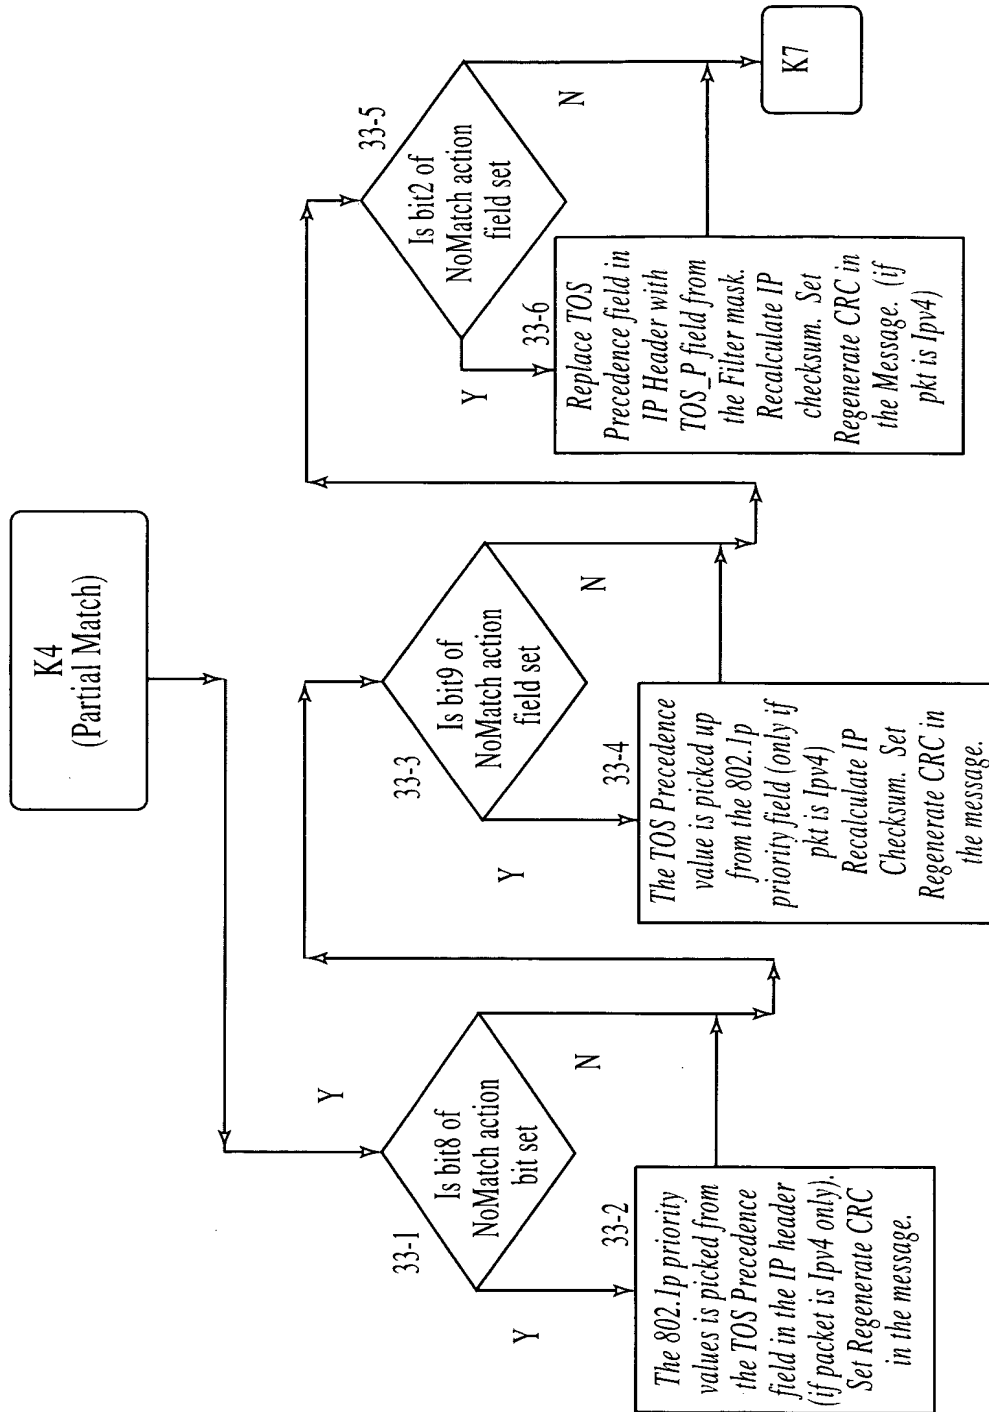 K4
(Partial Match)
Y
33-1
Is bit8 of
NoMatch action
bit set
Y
N
33-2
The 802.1p priority
values is picked from
the TOS Precedence
field in the IP header
(if packet is Ipv4 only).
Set Regenerate CRC
in the message.
33-3
Is bit9 of
NoMatch action
field set
Y
N
33-4
The TOS Precedence
value is picked up
from the 802.1p
priority field (only if
pkt is Ipv4)
Recalculate IP
Checksum. Set
Regenerate CRC in
the message.
33-5
Is bit2 of
NoMatch action
field set
Y
N
33-6
Replace TOS
Precedence field in
IP Header with
TOS_P field from
the Filter mask.
Recalculate IP
checksum. Set
Regenerate CRC in
the Message. (if
pkt is Ipv4)
K7